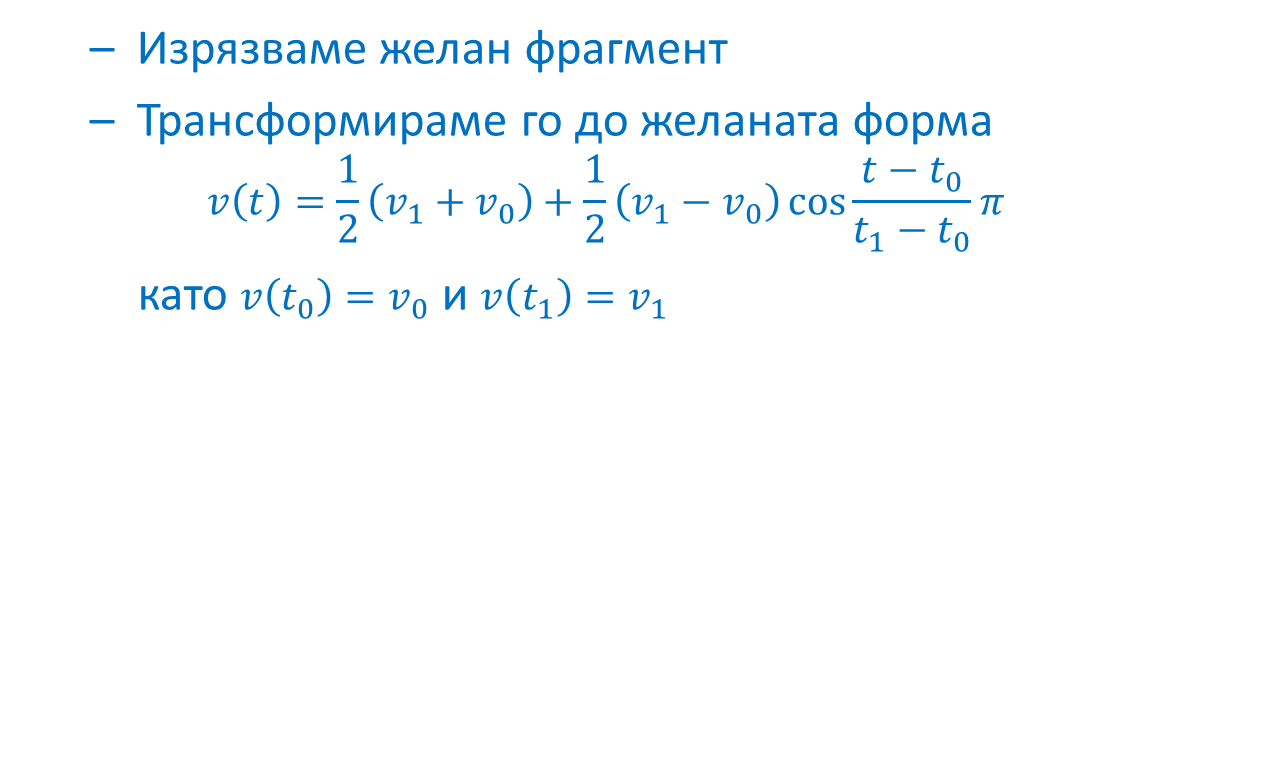 – Изрязваме желан фрагмент
– Трансформираме го до желаната форма
𝑣(𝑡) = 1/2 (𝑣₁ + 𝑣₀) + 1/2 (𝑣₁ − 𝑣₀) cos (𝑡 − 𝑡₀)/(𝑡₁ − 𝑡₀) 𝜋
като 𝑣(𝑡₀) = 𝑣₀ и 𝑣(𝑡₁) = 𝑣₁